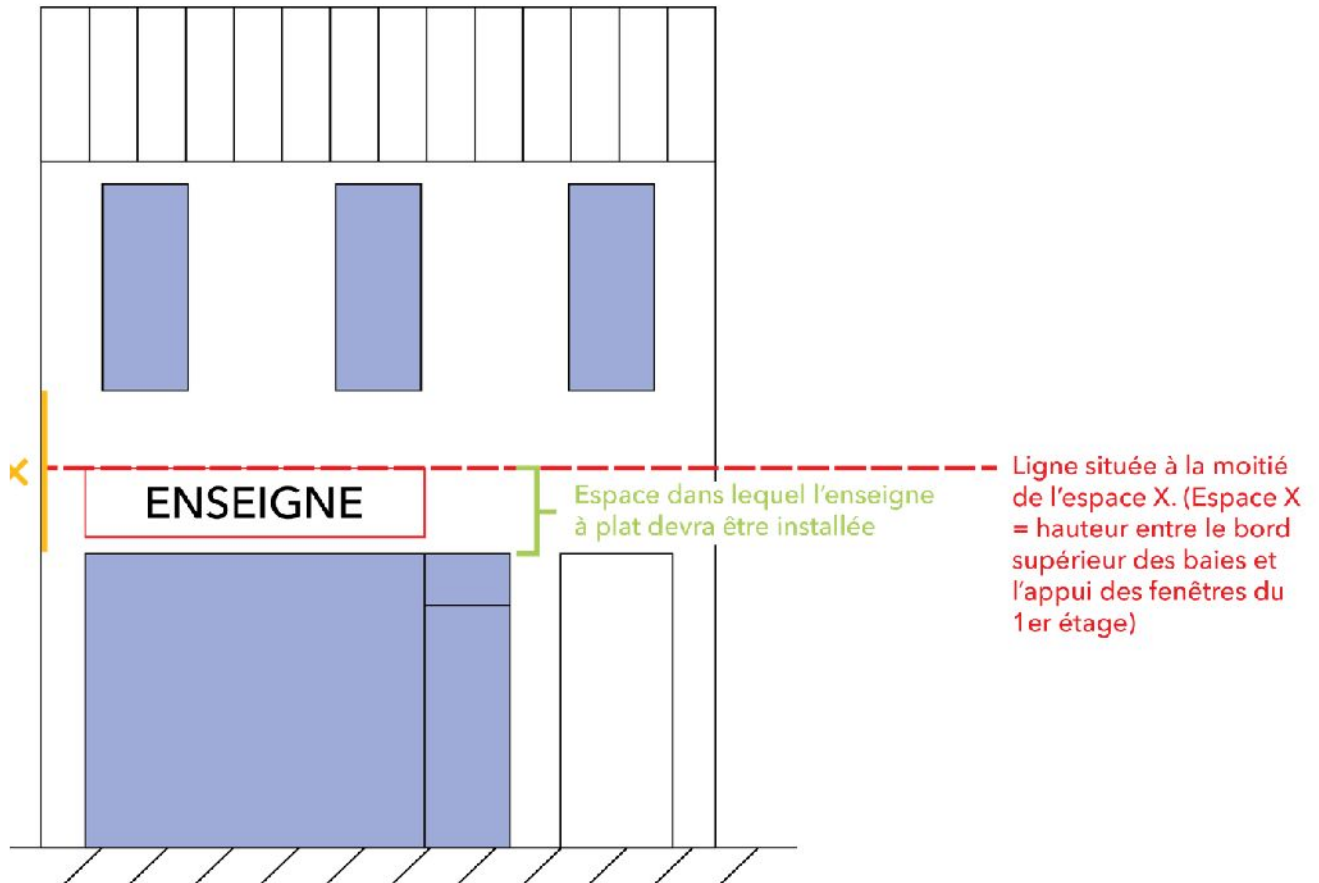 X
ENSEIGNE
Espace dans lequel l'enseigne
à plat devra être installée
Ligne située à la moitié
de l'espace X. (Espace X
= hauteur entre le bord
supérieur des baies et
l'appui des fenêtres du
1er étage)